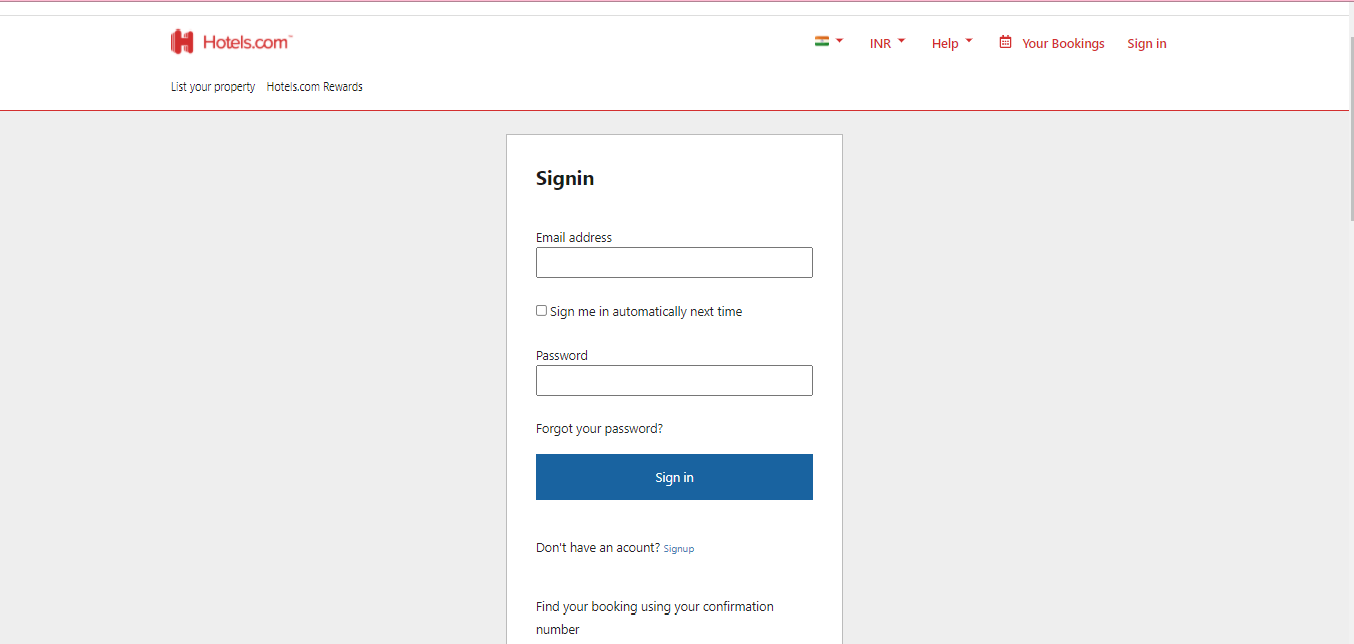 Hotels.com™
INR
Help
Your Bookings
Sign in
List your property
Hotels.com Rewards
Signin
Email address
Sign me in automatically next time
Password
Forgot your password?
Sign in
Don't have an acount? Signup
Find your booking using your confirmation
number